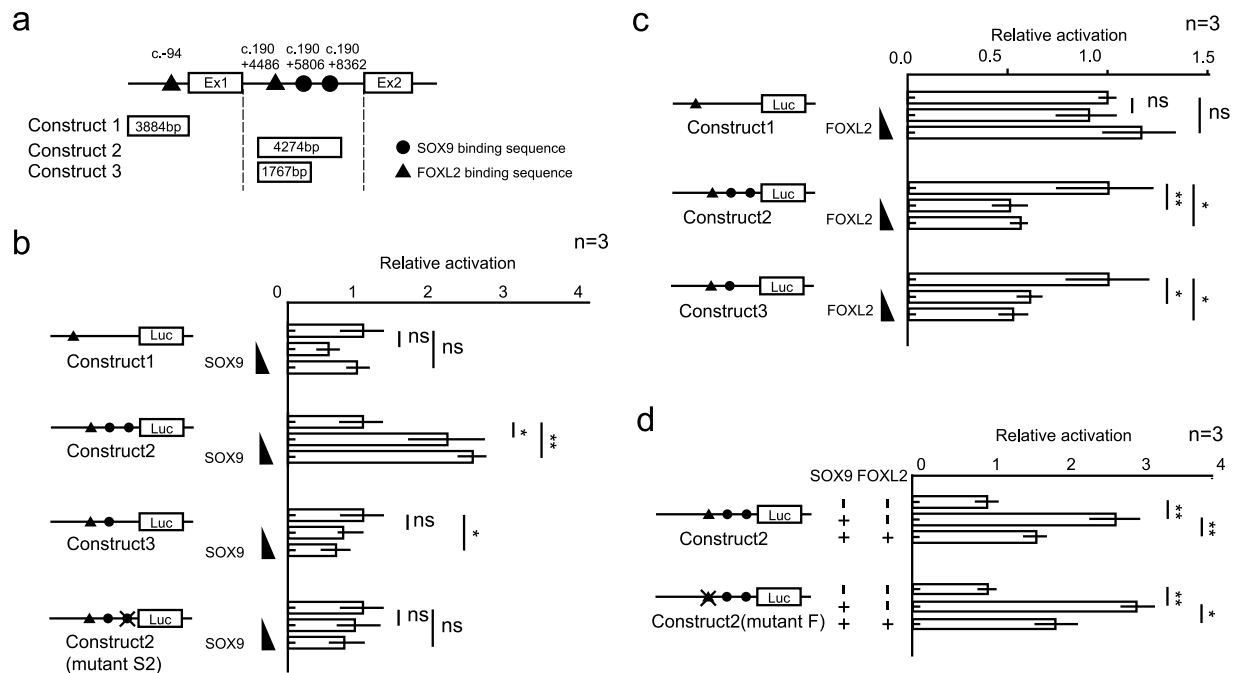 a
c.-94
c.190 +4486
c.190 +5806
c.190 +8362
Ex1
Ex2
Construct 1
3884bp
Construct 2
4274bp
Construct 3
1767bp
SOX9 binding sequence
FOXL2 binding sequence
b
n=3
Relative activation
0 1 2 3 4
Luc
Construct1
SOX9
ns
ns
Luc
Construct2
SOX9
*
**
Luc
Construct3
SOX9
ns
*
Luc
Construct2
(mutant S2)
SOX9
ns
ns
c
n=3
Relative activation
0.0 0.5 1.0 1.5
Luc
Construct1
FOXL2
ns
ns
Luc
Construct2
FOXL2
**
*
Luc
Construct3
FOXL2
*
*
d
n=3
Relative activation
SOX9 FOXL2
0 1 2 3 4
Luc
Construct2
- -
+ -
+ +
**
**
Luc
Construct2(mutant F)
- -
+ -
+ +
**
*